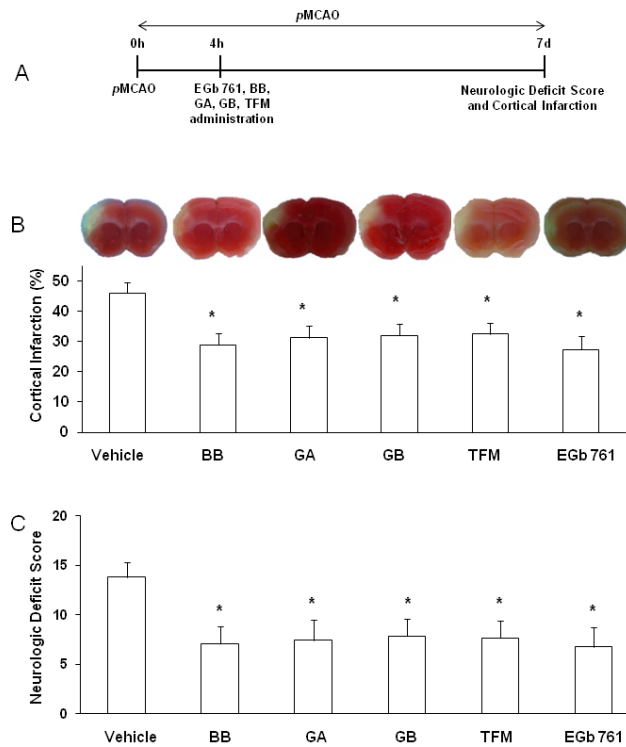 pMCAO
0h 4h 7d
A
pMCAO
EGb 761, BB,
GA, GB, TFM
administration
Neurologic Deficit Score
and Cortical Infarction
B
Cortical Infarction (%)
50
40
30
20
10
0
* * * * *
Vehicle BB GA GB TFM EGb 761
C
Neurologic Deficit Score
20
15
10
5
0
* * * * *
Vehicle BB GA GB TFM EGb 761